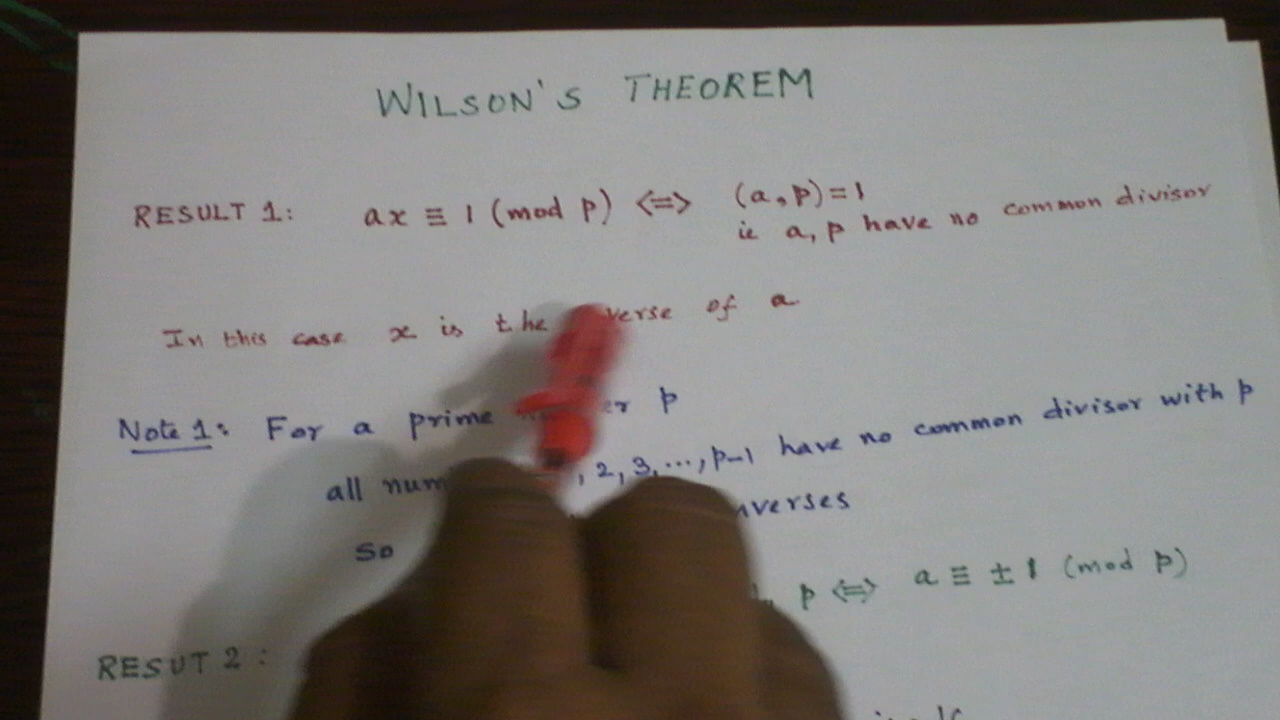 WILSON'S THEOREM
RESULT 1: ax ≡ 1 (mod p) <=> (a, p) = 1
ie a, p have no common divisor
In this case x is the verse of a
Note 1: For a prime er p
all num , 2, 3, ..., p-1 have no common divisor with p
So nverses
RESUT 2 : p <=> a ≡ ± 1 (mod p)